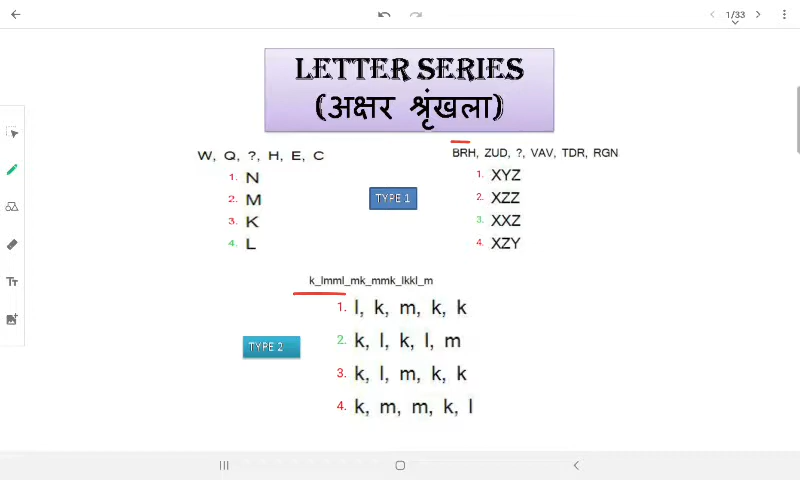 1/33
LETTER SERIES
(अक्षर श्रृंखला)
W, Q, ?, H, E, C
1. N
2. M
3. K
4. L
TYPE 1
BRH, ZUD, ?, VAV, TDR, RGN
1. XYZ
2. XZZ
3. XXZ
4. XZY
k_lmml_mk_mmk_lkkl_m
1. l, k, m, k, k
2. k, l, k, l, m
3. k, l, m, k, k
4. k, m, m, k, l
TYPE 2
Tт